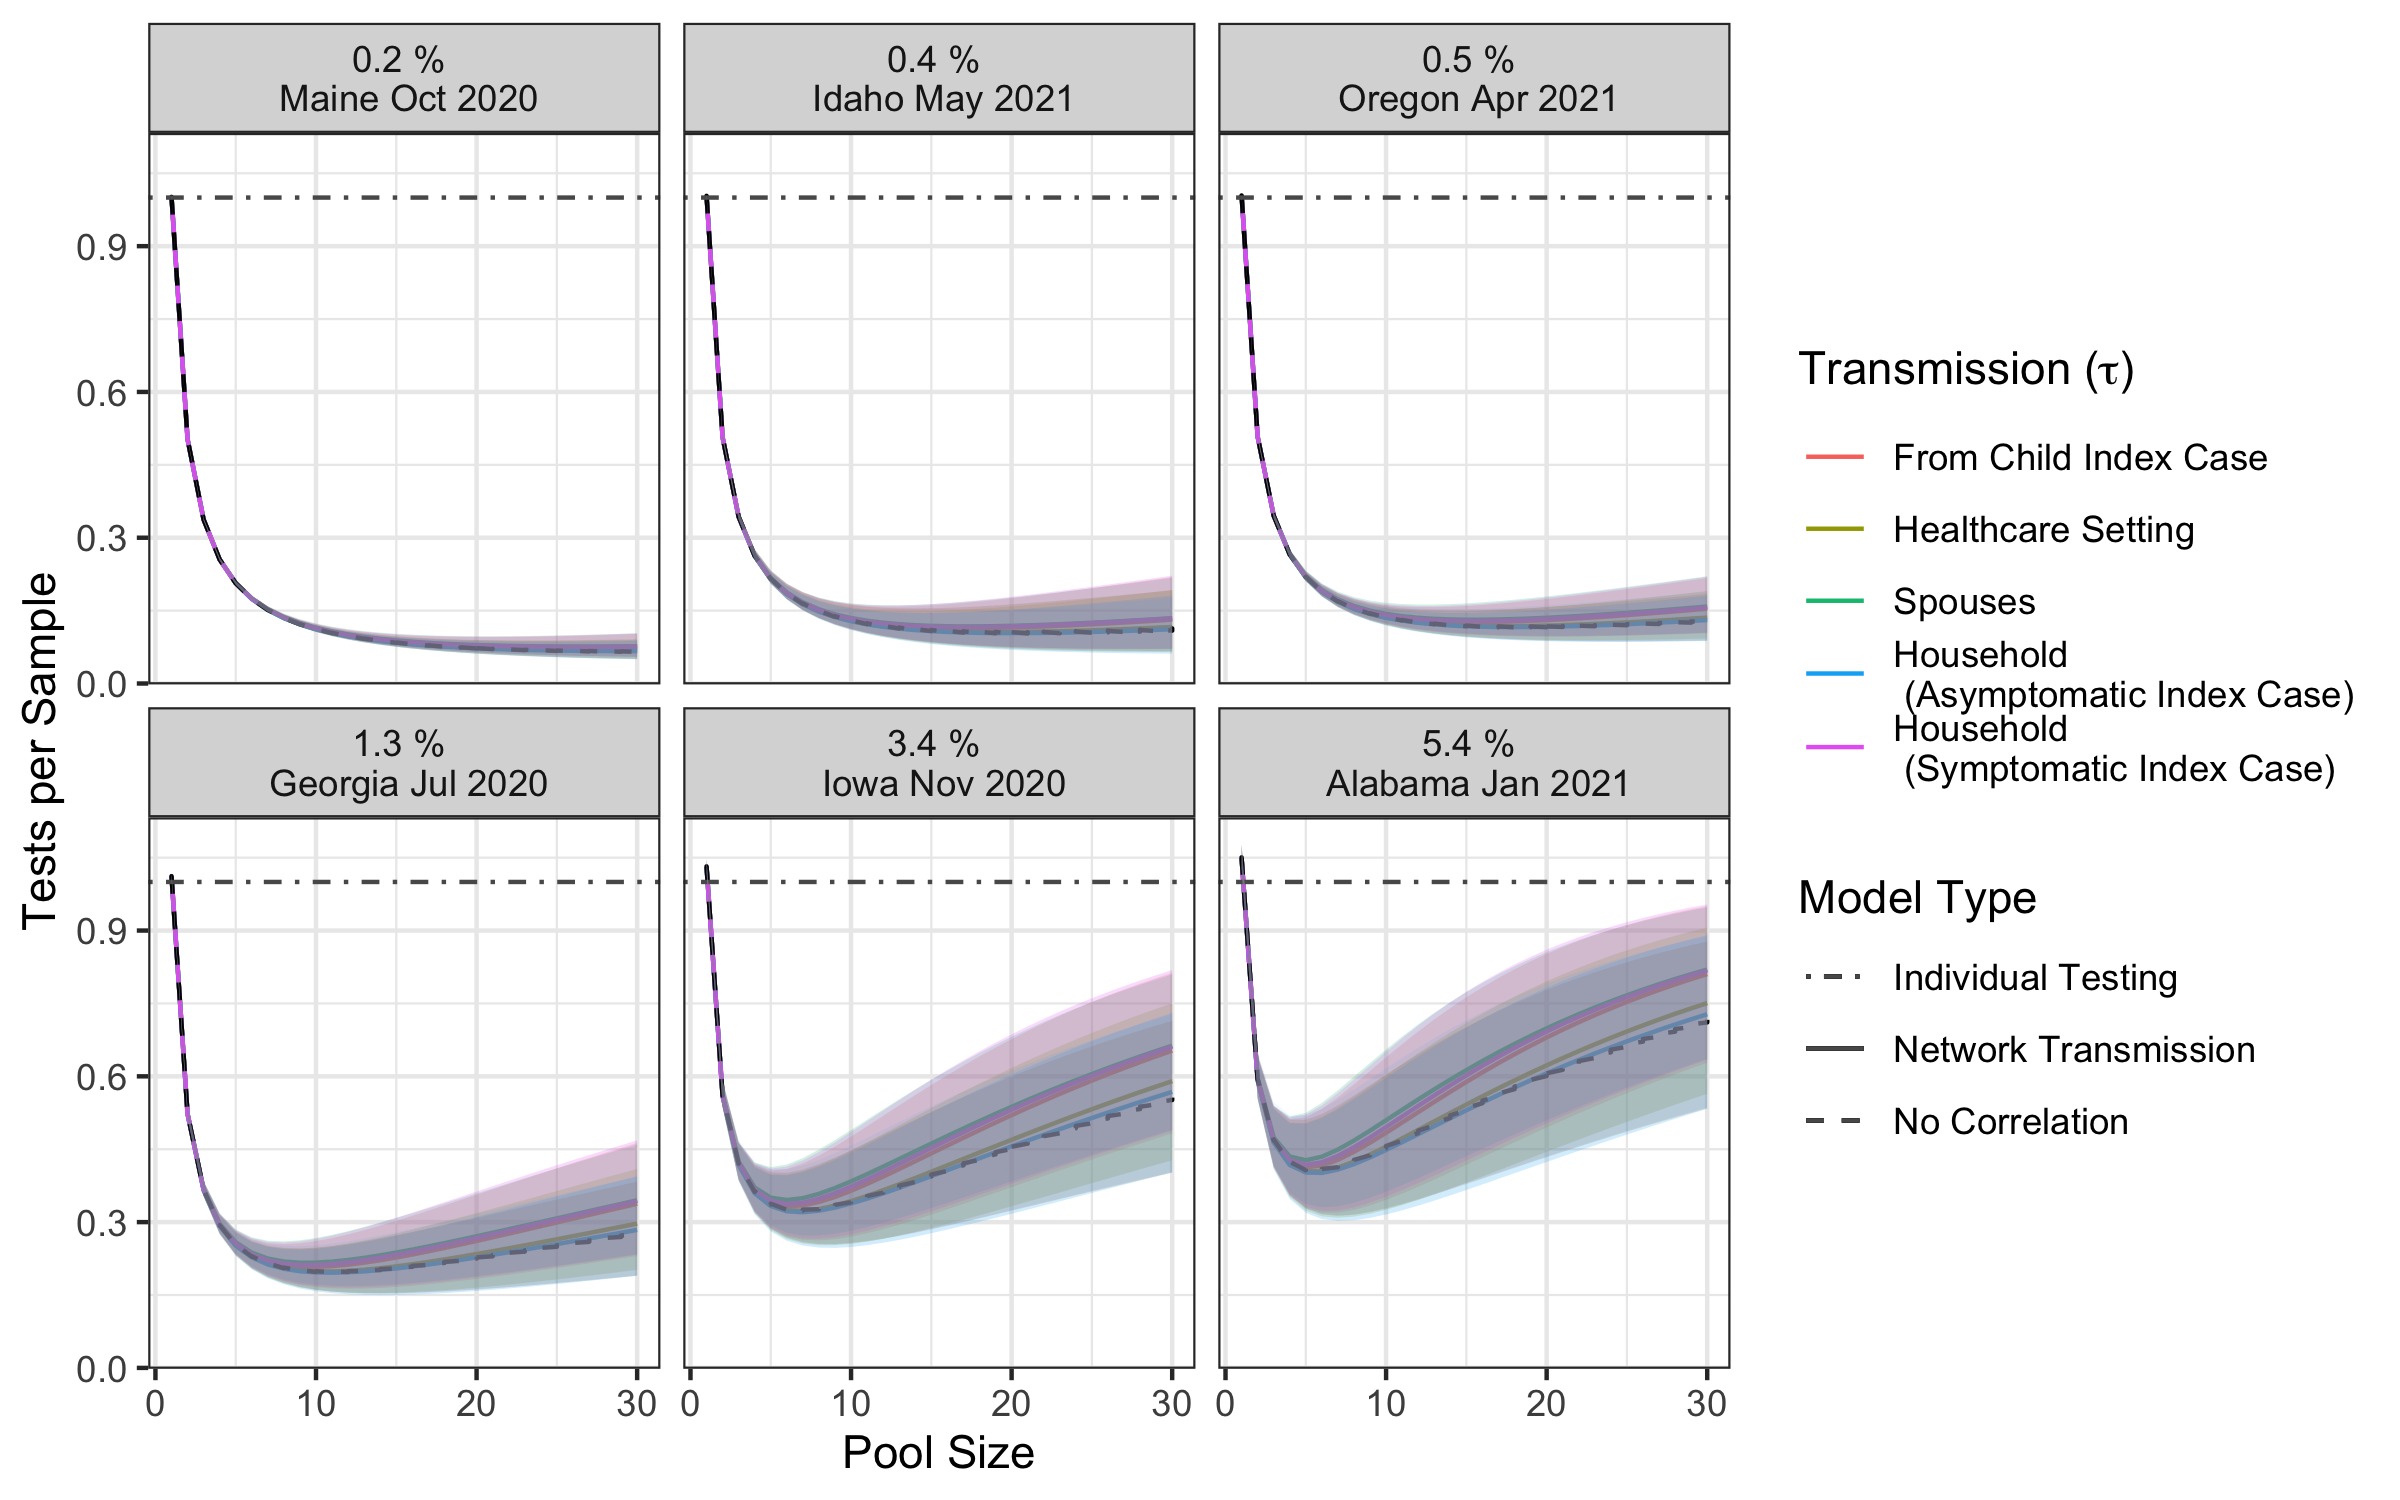 0.2 %
Maine Oct 2020
0.4 %
Idaho May 2021
0.5 %
Oregon Apr 2021
0.9
0.6
0.3
0.0
1.3 %
Georgia Jul 2020
3.4 %
Iowa Nov 2020
5.4 %
Alabama Jan 2021
0.9
0.6
0.3
0.0
0 10 20 30
0 10 20 30
0 10 20 30
Pool Size
Tests per Sample
Transmission (τ)
From Child Index Case
Healthcare Setting
Spouses
Household
(Asymptomatic Index Case)
Household
(Symptomatic Index Case)
Model Type
Individual Testing
Network Transmission
No Correlation